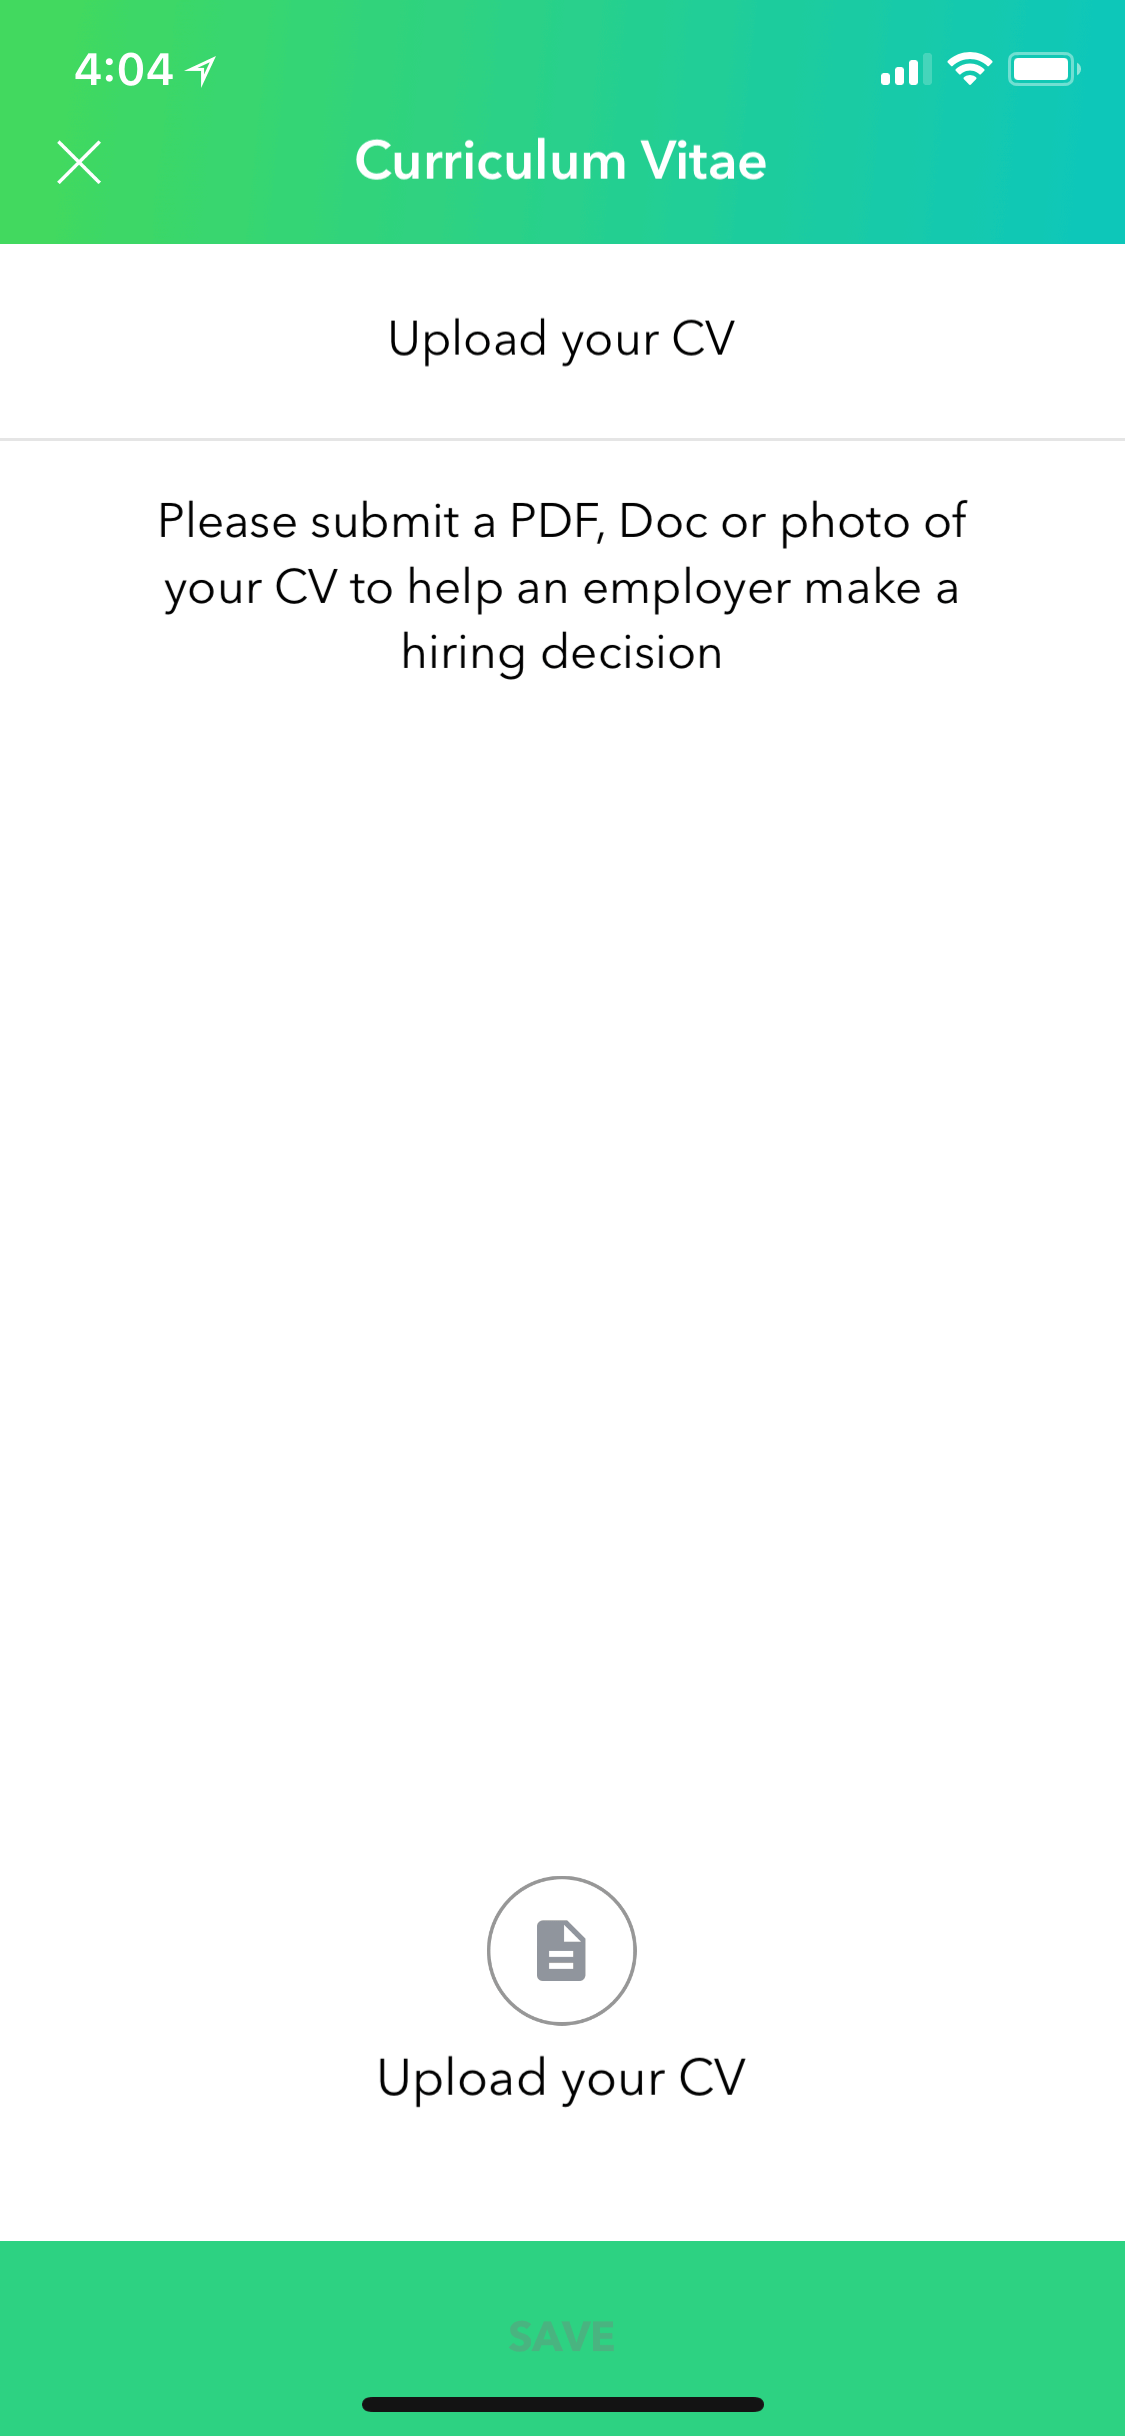 4:04
Curriculum Vitae
Upload your CV
Please submit a PDF, Doc or photo of
your CV to help an employer make a
hiring decision
Upload your CV
SAVE